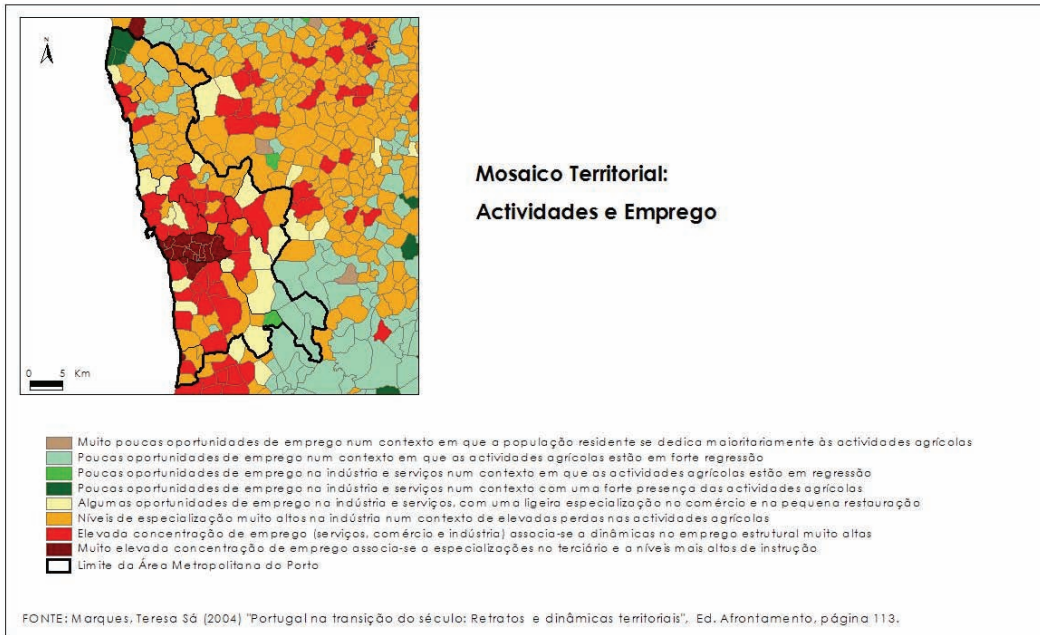 N
Mosaico Territorial:
Actividades e Emprego
0 5 Km
Muito poucas oportunidades de emprego num contexto em que a população residente se dedica maioritariamente às actividades agrícolas
Poucas oportunidades de emprego num contexto em que as actividades agrícolas estão em forte regressão
Poucas oportunidades de emprego na indústria e serviços num contexto em que as actividades agrícolas estão em regressão
Poucas oportunidades de emprego na indústria e serviços num contexto com uma forte presença das actividades agrícolas
Algumas oportunidades de emprego na indústria e serviços, com uma ligeira especialização no comércio e na pequena restauração
Níveis de especialização muito altos na indústria num contexto de elevadas perdas nas actividades agrícolas
Elevada concentração de emprego (serviços, comércio e indústria) associa-se a dinâmicas no emprego estrutural muito altas
Muito elevada concentração de emprego associa-se a especializações no terciário e a níveis mais altos de instrução
Limite da Área Metropolitana do Porto
FONTE: Marques, Teresa Sá (2004) "Portugal na transição do século: Retratos e dinâmicas territoriais", Ed. Afrontamento, página 113.